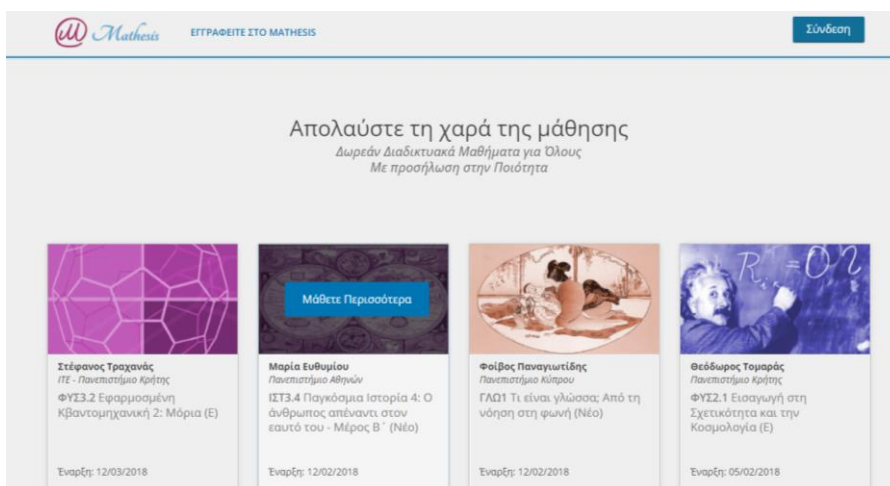 Mathesis
ΕΓΓΡΑΦΕΙΤΕ ΣΤΟ MATHESIS
Σύνδεση
Απολαύστε τη χαρά της μάθησης
Δωρεάν Διαδικτυακά Μαθήματα για Όλους
Με προσήλωση στην Ποιότητα
Στέφανος Τραχανάς
ΙΤΕ - Πανεπιστήμιο Κρήτης
ΦΥΣ3.2 Εφαρμοσμένη
Κβαντομηχανική 2: Μόρια (Ε)
Έναρξη: 12/03/2018
Μάθετε Περισσότερα
Μαρία Ευθυμίου
Πανεπιστήμιο Αθηνών
ΙΣΤ3.4 Παγκόσμια Ιστορία 4: Ο
άνθρωπος απέναντι στον
εαυτό του - Μέρος Β΄ (Νέο)
Έναρξη: 12/02/2018
Φοίβος Παναγιωτίδης
Πανεπιστήμιο Κύπρου
ΓΛΩ1 Τι είναι γλώσσα; Από τη
νόηση στη φωνή (Νέο)
Έναρξη: 12/02/2018
R i k = 0 ?
Θεόδωρος Τομαράς
Πανεπιστήμιο Κρήτης
ΦΥΣ2.1 Εισαγωγή στη
Σχετικότητα και την
Κοσμολογία (Ε)
Έναρξη: 05/02/2018